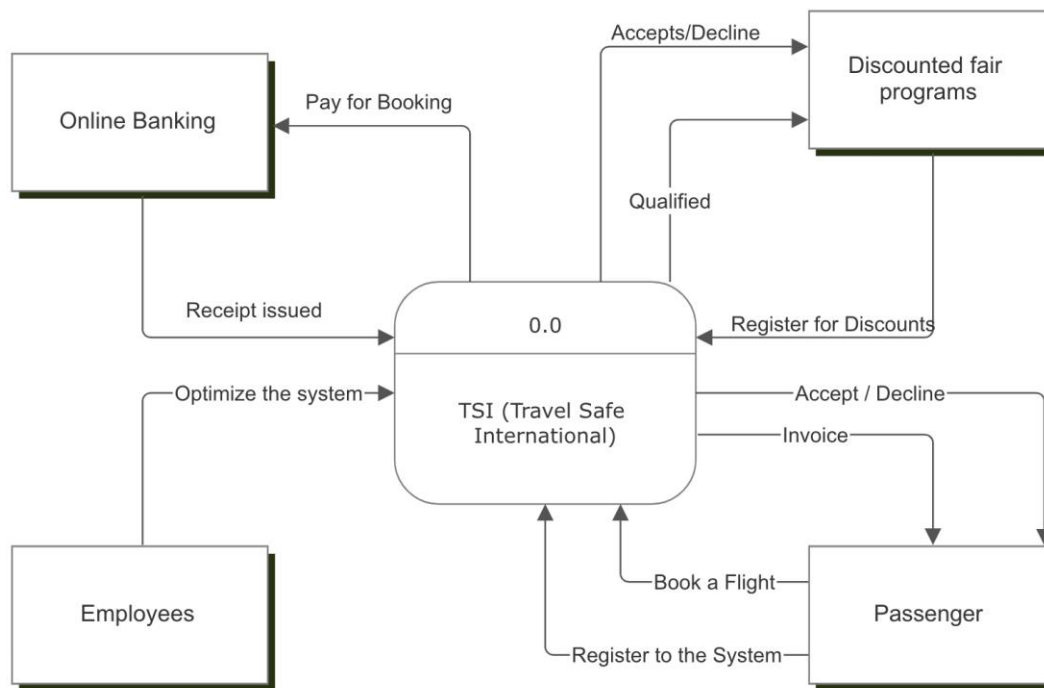 Accepts/Decline
Discounted fair
programs
Online Banking
Pay for Booking
Qualified
Receipt issued
0.0
Register for Discounts
Optimize the system
TSI (Travel Safe
International)
Accept / Decline
Invoice
Employees
Book a Flight
Passenger
Register to the System